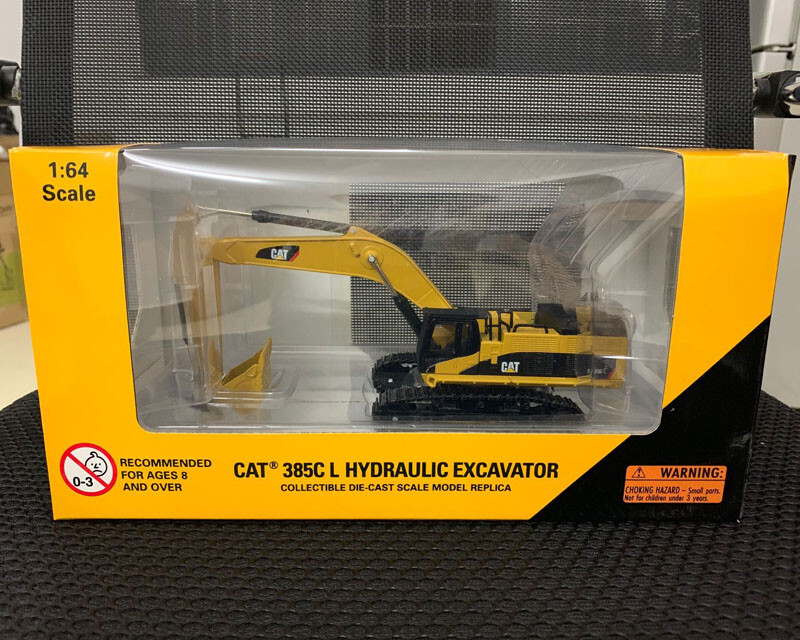 1:64
Scale
CAT
CAT
0-3
RECOMMENDED
FOR AGES 8
AND OVER
CAT® 385C L HYDRAULIC EXCAVATOR
COLLECTIBLE DIE-CAST SCALE MODEL REPLICA
WARNING:
CHOKING HAZARD – Small parts.
Not for children under 3 years.